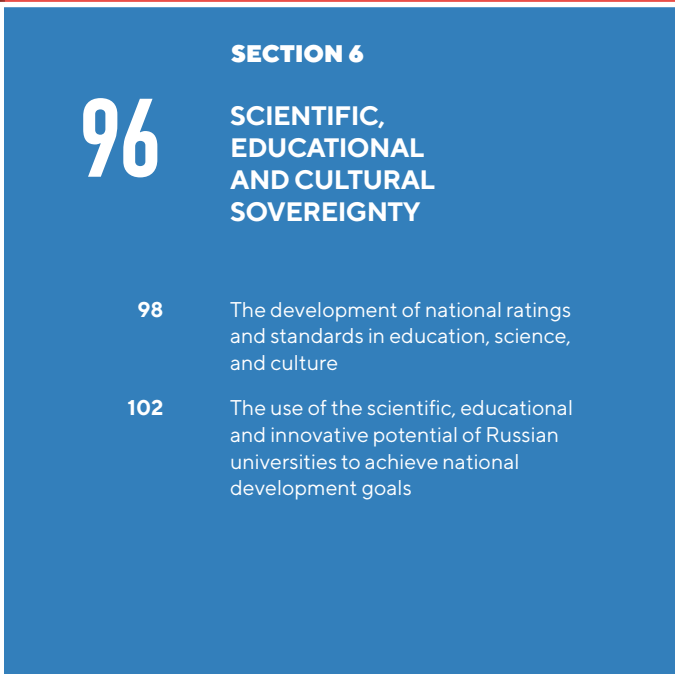 SECTION 6
96
SCIENTIFIC,
EDUCATIONAL
AND CULTURAL
SOVEREIGNTY
98
The development of national ratings
and standards in education, science,
and culture
102
The use of the scientific, educational
and innovative potential of Russian
universities to achieve national
development goals